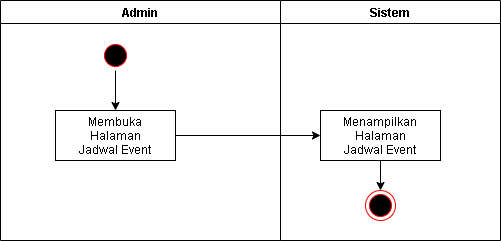 Admin
Sistem
Membuka
Halaman
Jadwal Event
Menampilkan
Halaman
Jadwal Event